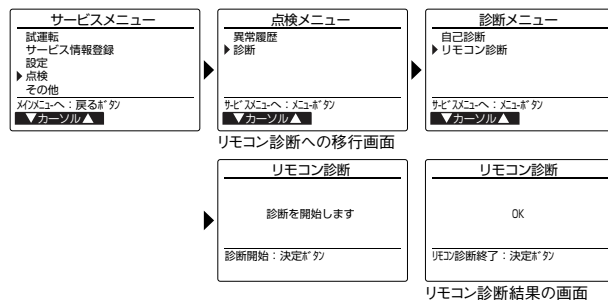 サービスメニュー
試運転
サービス情報登録
設定
▶点検
その他
ﾒｲﾝﾒﾆｭｰへ：戻るﾎﾞﾀﾝ
▼カーソル▲
点検メニュー
異常履歴
▶診断
ｻｰﾋﾞｽﾒﾆｭｰへ：ﾒﾆｭｰﾎﾞﾀﾝ
▼カーソル▲
診断メニュー
自己診断
▶リモコン診断
ｻｰﾋﾞｽﾒﾆｭｰへ：ﾒﾆｭｰﾎﾞﾀﾝ
▼カーソル▲
リモコン診断への移行画面
リモコン診断
診断を開始します
診断開始：決定ﾎﾞﾀﾝ
リモコン診断
OK
ﾘﾓｺﾝ診断終了：決定ﾎﾞﾀﾝ
リモコン診断結果の画面